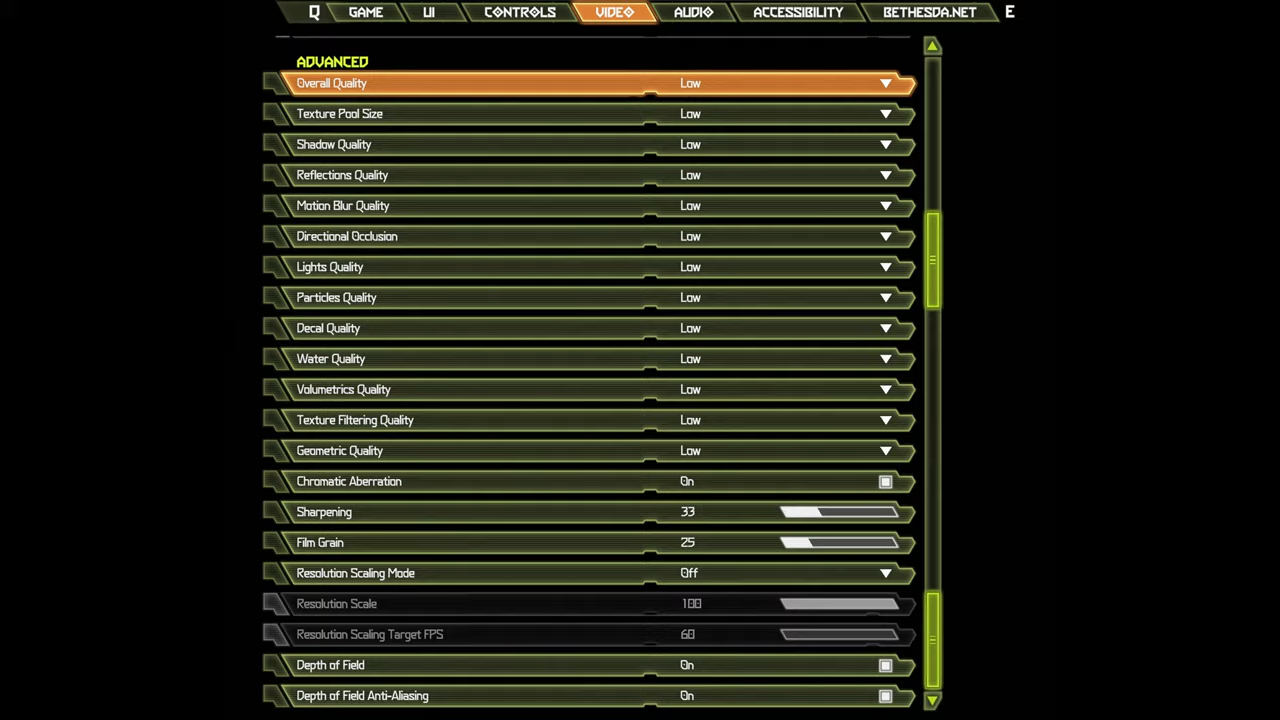 Q GAME UI CONTROLS VIDEO AUDIO ACCESSIBILITY BETHESDA.NET E
ADVANCED
Overall Quality Low
Texture Pool Size Low
Shadow Quality Low
Reflections Quality Low
Motion Blur Quality Low
Directional Occlusion Low
Lights Quality Low
Particles Quality Low
Decal Quality Low
Water Quality Low
Volumetrics Quality Low
Texture Filtering Quality Low
Geometric Quality Low
Chromatic Aberration On
Sharpening 33
Film Grain 25
Resolution Scaling Mode Off
Resolution Scale 100
Resolution Scaling Target FPS 60
Depth of Field On
Depth of Field Anti-Aliasing On